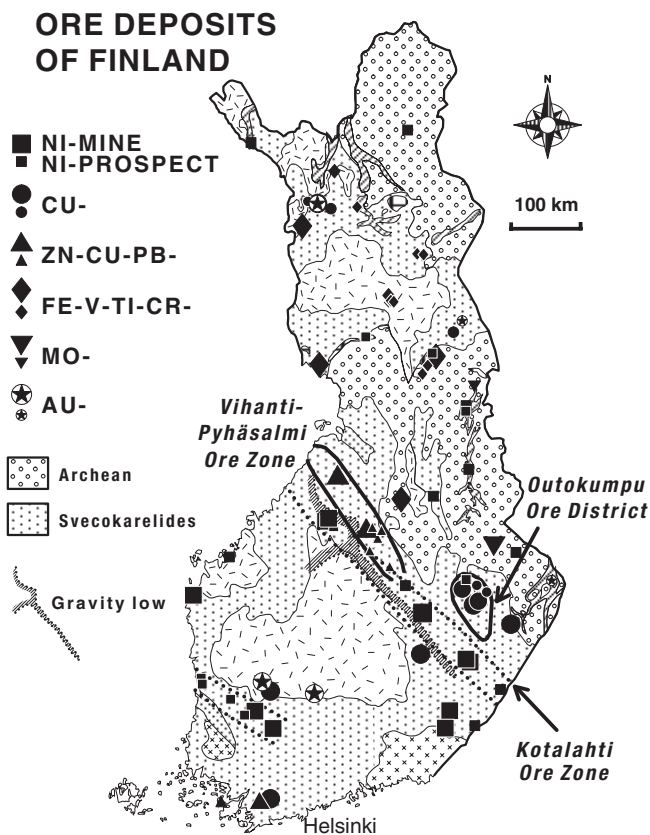 ORE DEPOSITS
OF FINLAND
N
100 km
NI-MINE
NI-PROSPECT
CU-
ZN-CU-PB-
FE-V-TI-CR-
MO-
AU-
Archean
Svecokarelides
Gravity low
Vihanti-
Pyhäsalmi
Ore Zone
Outokumpu
Ore District
Kotalahti
Ore Zone
Helsinki